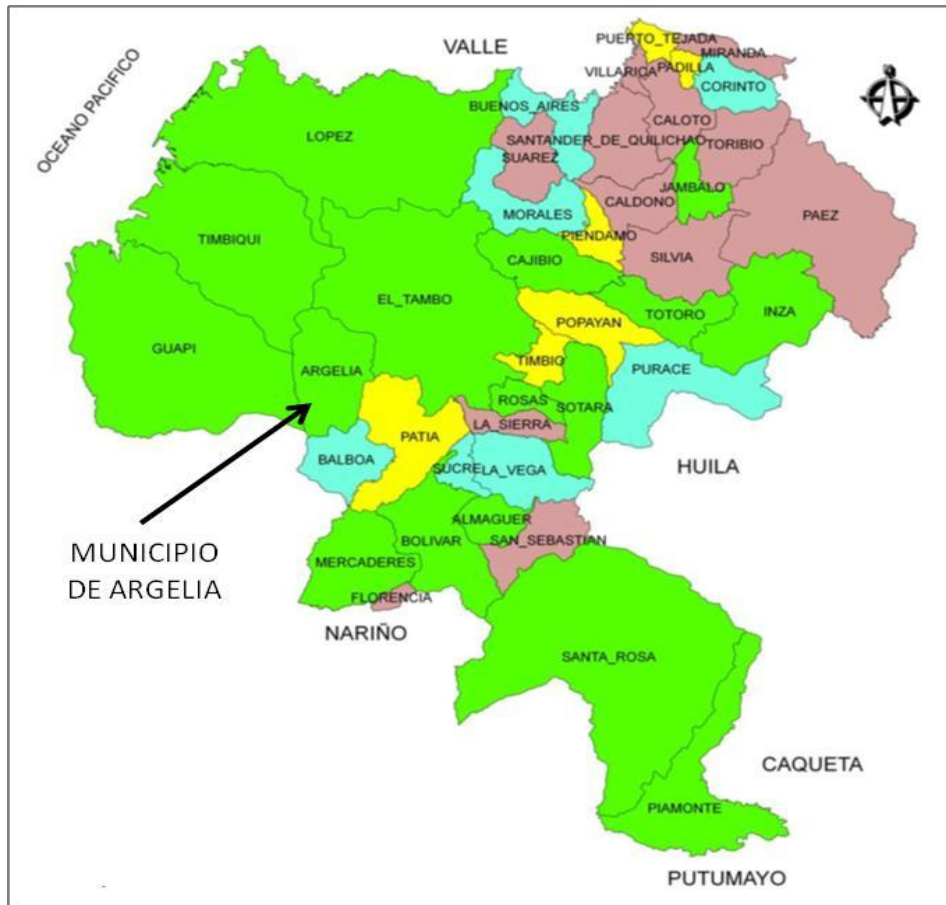 VALLE
OCEANO PACIFICO
PUERTO_TEJADA
MIRANDA
VILLARICA
PADILLA
CORINTO
BUENOS_AIRES
LOPEZ
CALOTO
SANTANDER_DE_QUILICHAO
TORIBIO
SUAREZ
JAMBALO
CALDONO
MORALES
PAEZ
TIMBIQUI
PIENDAMO
SILVIA
CAJIBIO
EL_TAMBO
INZA
TOTORO
POPAYAN
GUAPI
TIMBIO
PURACE
ARGELIA
ROSAS
SOTARA
LA_SIERRA
PATIA
BALBOA
SUCRE
LA_VEGA
HUILA
ALMAGUER
BOLIVAR
SAN_SEBASTIAN
MUNICIPIO
DE ARGELIA
MERCADERES
FLORENCIA
NARIÑO
SANTA_ROSA
CAQUETA
PIAMONTE
PUTUMAYO